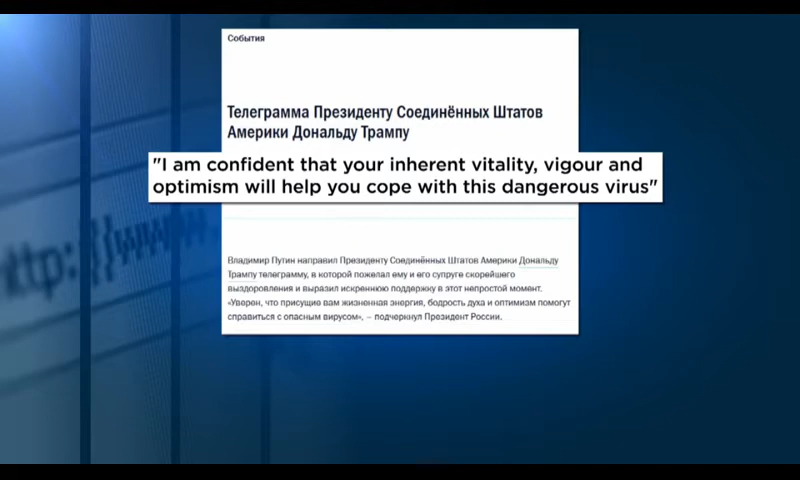 События
Телеграмма Президенту Соединённых Штатов
Америки Дональду Трампу
"I am confident that your inherent vitality, vigour and
optimism will help you cope with this dangerous virus"
Владимир Путин направил Президенту Соединённых Штатов Америки Дональду
Трампу телеграмму, в которой пожелал ему и его супруге скорейшего
выздоровления и выразил искреннюю поддержку в этот непростой момент.
«Уверен, что присущие вам жизненная энергия, бодрость духа и оптимизм помогут
справиться с опасным вирусом», – подчеркнул Президент России.
ttp://www.